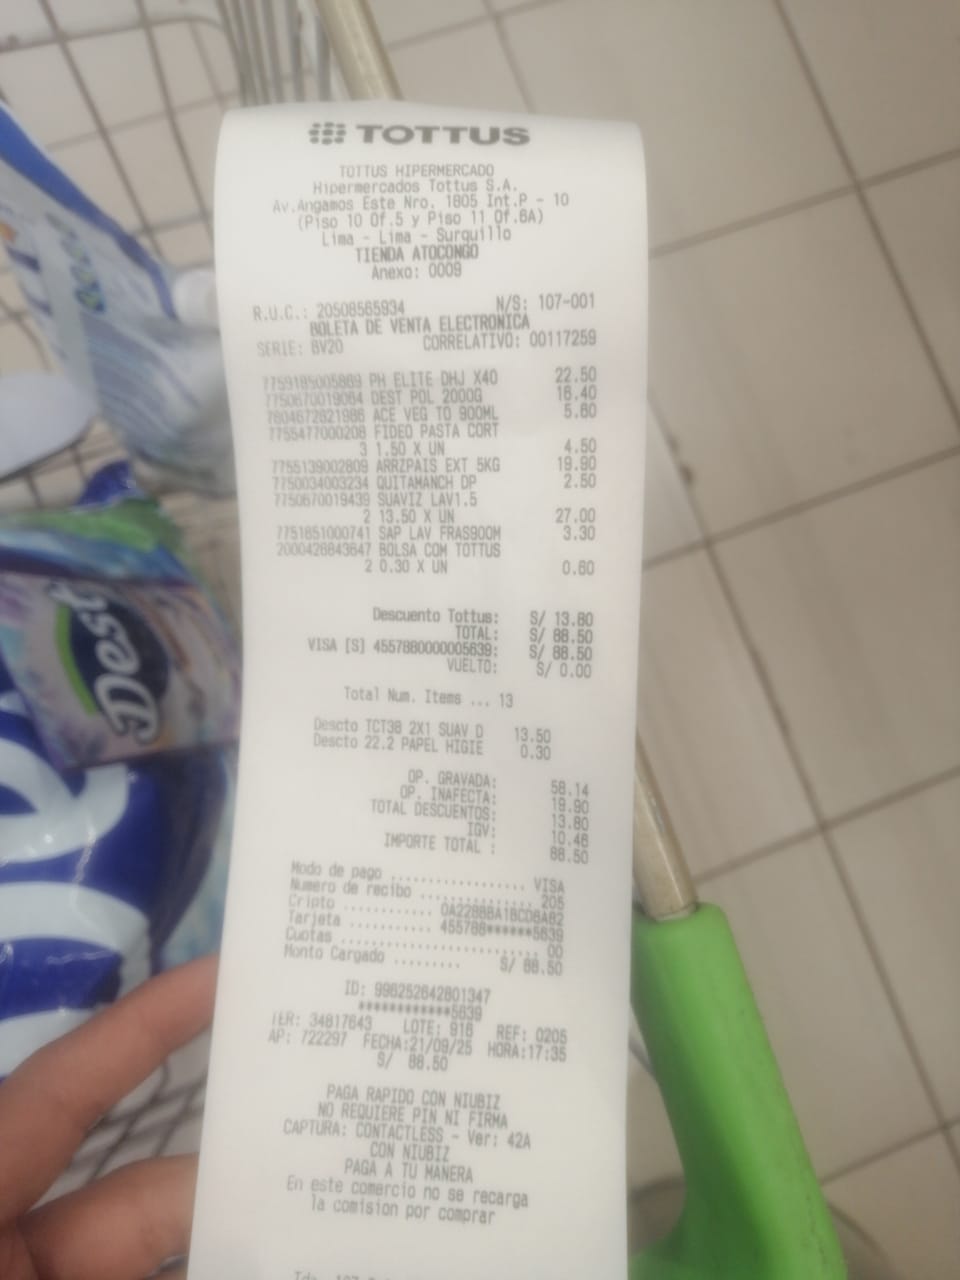 TOTTUS
TOTTUS HIPERMERCADO
Hipermercados Tottus S.A.
Av.Angamos Este Nro. 1805 Int.P - 10
(Piso 10 Of.5 y Piso 11 Of.6A)
Lima - Lima - Surquillo
TIENDA ATOCONGO
Anexo: 0009
R.U.C.: 20508565934 N/S: 107-001
BOLETA DE VENTA ELECTRONICA
SERIE: BV20 CORRELATIVO: 00117259
7759185005869 PH ELITE DHJ X40 22.50
7750670019084 DEST POL 2000G 16.40
7804672821986 ACE VEG TO 900ML 5.60
7755477000208 FIDEO PASTA CORT
3 1.50 X UN 4.50
7755139002809 ARRZPAIS EXT 5KG 19.90
7750034003234 QUITAMANCH DP 2.50
7750670019439 SUAVIZ LAV1.5
2 13.50 X UN 27.00
7751851000741 SAP LAV FRAS900M 3.30
2000426843647 BOLSA COM TOTTUS
2 0.30 X UN 0.60
Descuento Tottus: S/ 13.80
TOTAL: S/ 88.50
VISA [S] 4557880000005639: S/ 88.50
VUELTO: S/ 0.00
Total Num. Items ... 13
Descto TCT38 2X1 SUAV D 13.50
Descto 22.2 PAPEL HIGIE 0.30
OP. GRAVADA: 58.14
OP. INAFECTA: 19.90
TOTAL DESCUENTOS: 13.80
IGV: 10.46
IMPORTE TOTAL : 88.50
Modo de pago .................. VISA
Numero de recibo ............... 205
Cripto ........... 0A2288BA1BCD8A82
Tarjeta ........... 455788******5639
Cuotas .......................... 00
Monto Cargado ......... S/ 88.50
ID: 998252642801347
************5639
TER: 34817643 LOTE: 916 REF: 0205
AP: 722297 FECHA:21/09/25 HORA:17:35
S/ 88.50
PAGA RAPIDO CON NIUBIZ
NO REQUIERE PIN NI FIRMA
CAPTURA: CONTACTLESS - Ver: 42A
CON NIUBIZ
PAGA A TU MANERA
En este comercio no se recarga
la comision por comprar
Dest